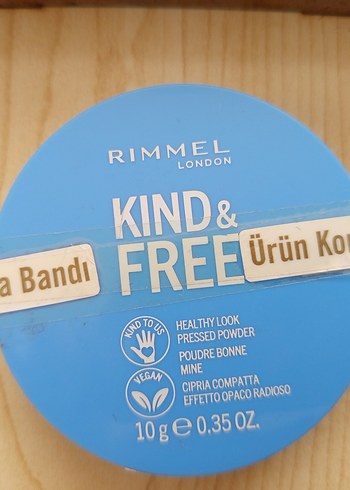 RIMMEL
LONDON
KIND &
FREE
a Bandı
Ürün Ko
KIND TO US
HEALTHY LOOK
PRESSED POWDER
POUDRE BONNE
MINE
VEGAN
CIPRIA COMPATTA
EFFETTO OPACO RADIOSO
10 g ℮ 0.35 OZ.